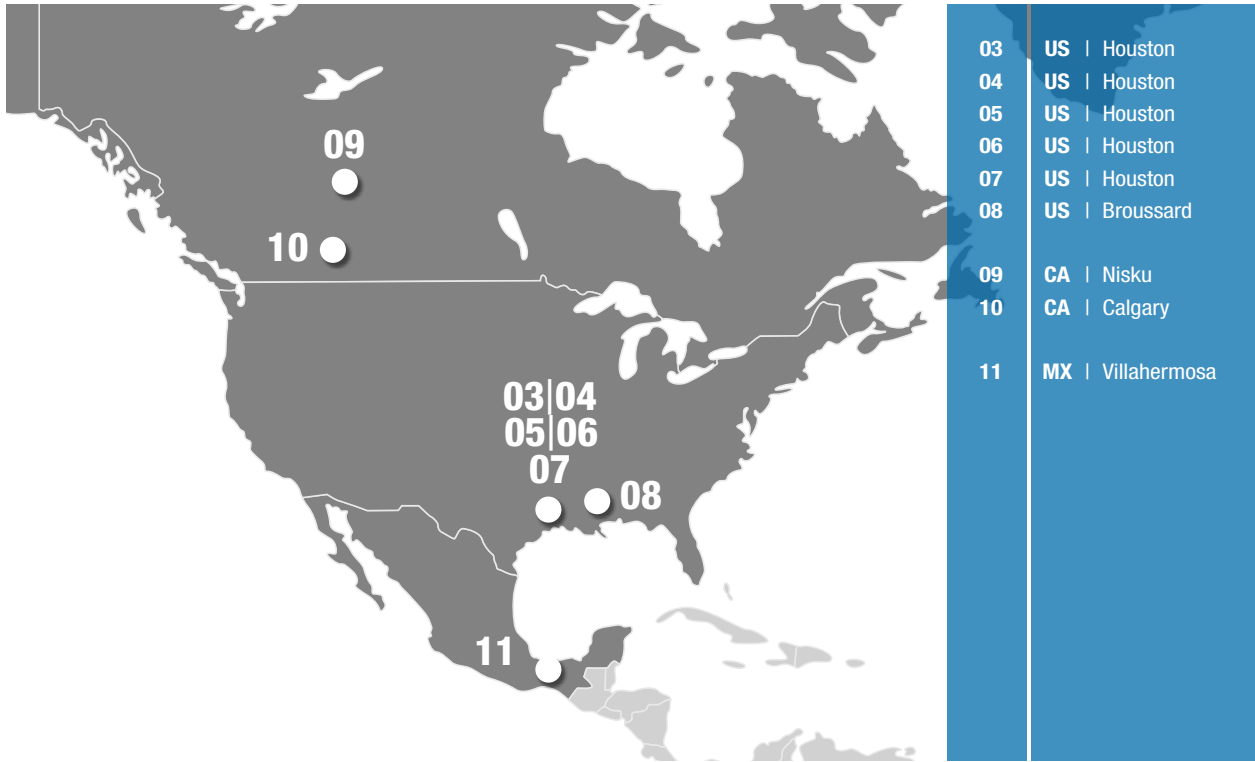 09
10
03|04
05|06
07
08
11
03 US | Houston
04 US | Houston
05 US | Houston
06 US | Houston
07 US | Houston
08 US | Broussard
09 CA | Nisku
10 CA | Calgary
11 MX | Villahermosa